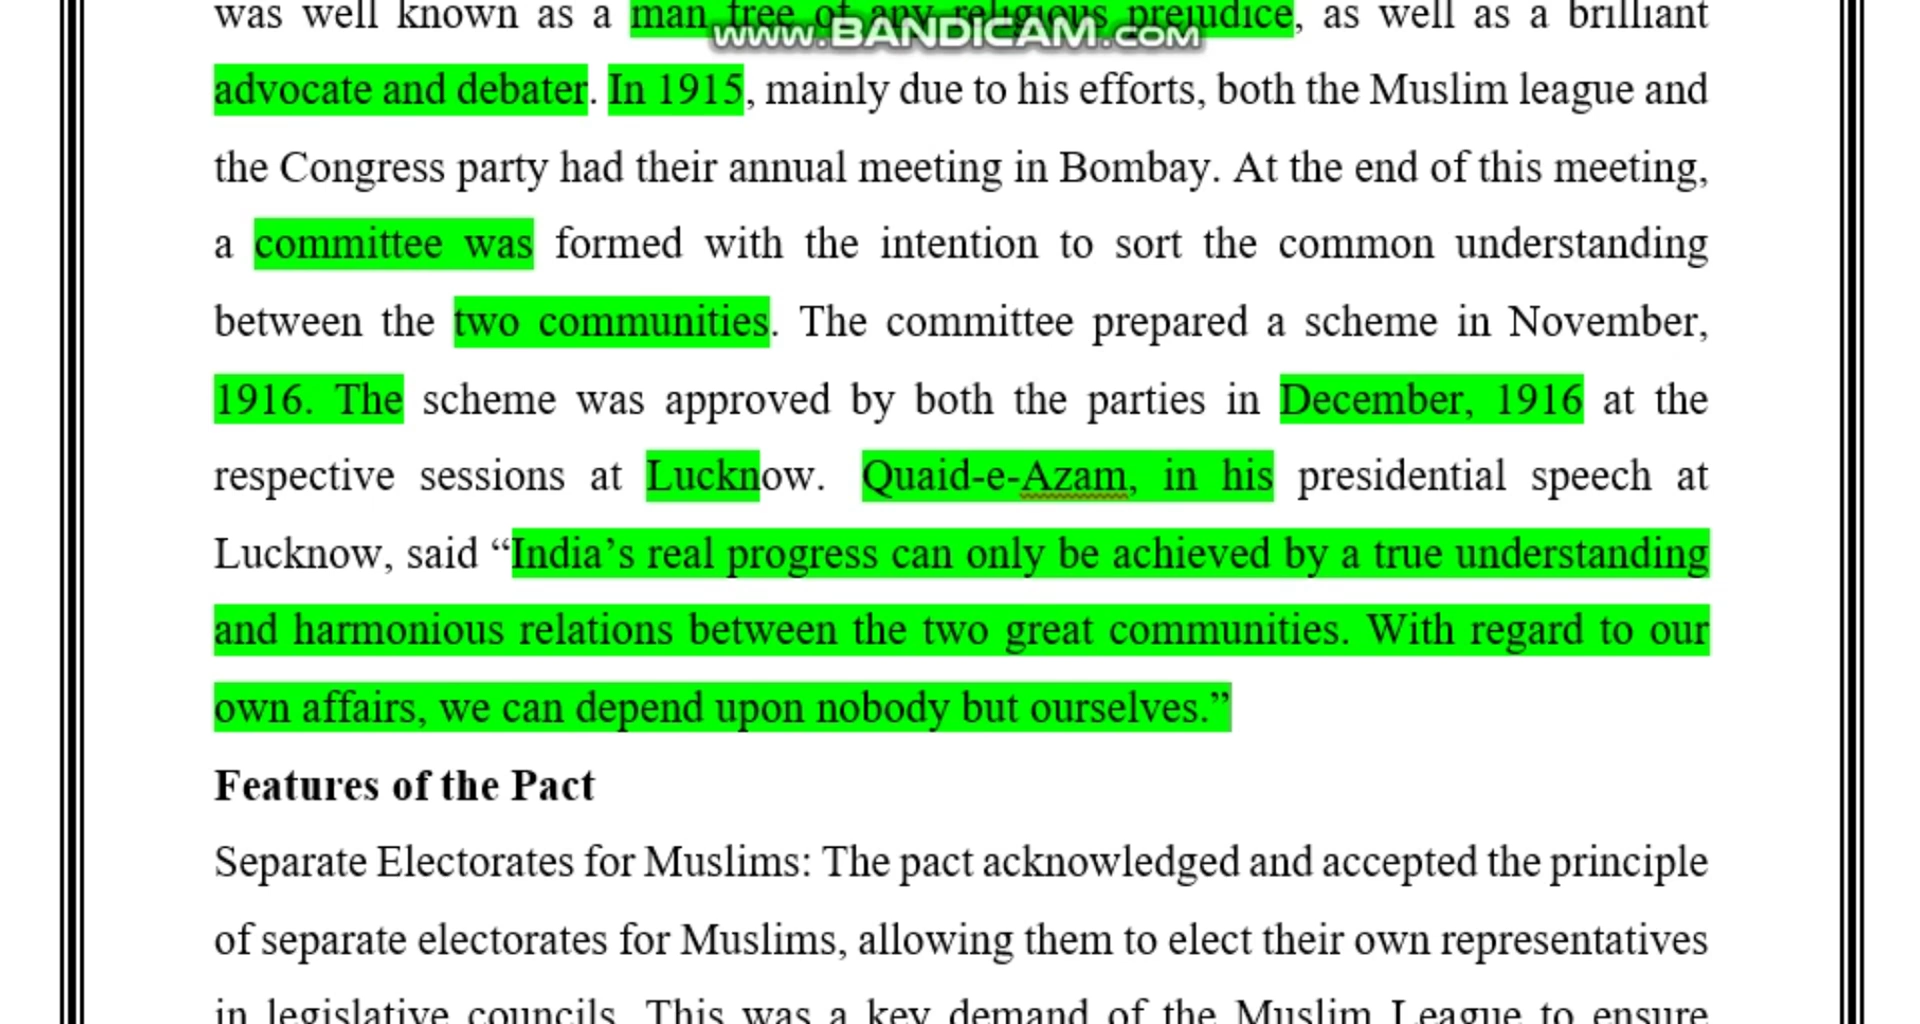 was well known as a man free of any religious prejudice, as well as a brilliant
www.BANDICAM.com
advocate and debater. In 1915, mainly due to his efforts, both the Muslim league and
the Congress party had their annual meeting in Bombay. At the end of this meeting,
a committee was formed with the intention to sort the common understanding
between the two communities. The committee prepared a scheme in November,
1916. The scheme was approved by both the parties in December, 1916 at the
respective sessions at Lucknow. Quaid-e-Azam, in his presidential speech at
Lucknow, said “India’s real progress can only be achieved by a true understanding
and harmonious relations between the two great communities. With regard to our
own affairs, we can depend upon nobody but ourselves.”
Features of the Pact
Separate Electorates for Muslims: The pact acknowledged and accepted the principle
of separate electorates for Muslims, allowing them to elect their own representatives
in legislative councils. This was a key demand of the Muslim League to ensure